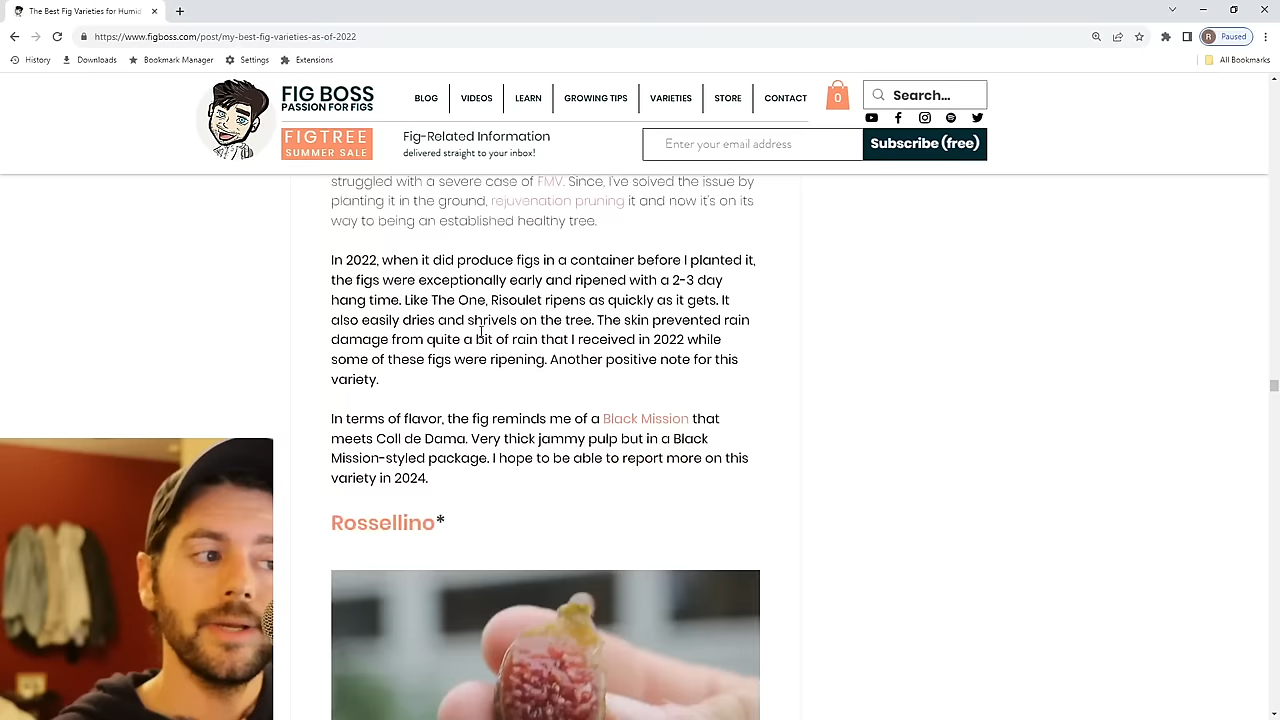 The Best Fig Varieties for Humid
https://www.figboss.com/post/my-best-fig-varieties-as-of-2022
R Paused
History Downloads Bookmark Manager Settings Extensions All Bookmarks
FIG BOSS
PASSION FOR FIGS
BLOG VIDEOS LEARN GROWING TIPS VARIETIES STORE CONTACT
0
Search...
FIGTREE
SUMMER SALE
Fig-Related Information
delivered straight to your inbox!
Enter your email address
Subscribe (free)
struggled with a severe case of FMV. Since, I've solved the issue by
planting it in the ground, rejuvenation pruning it and now it's on its
way to being an established healthy tree.
In 2022, when it did produce figs in a container before I planted it,
the figs were exceptionally early and ripened with a 2-3 day
hang time. Like The One, Risoulet ripens as quickly as it gets. It
also easily dries and shrivels on the tree. The skin prevented rain
damage from quite a bit of rain that I received in 2022 while
some of these figs were ripening. Another positive note for this
variety.
In terms of flavor, the fig reminds me of a Black Mission that
meets Coll de Dama. Very thick jammy pulp but in a Black
Mission-styled package. I hope to be able to report more on this
variety in 2024.
Rossellino*